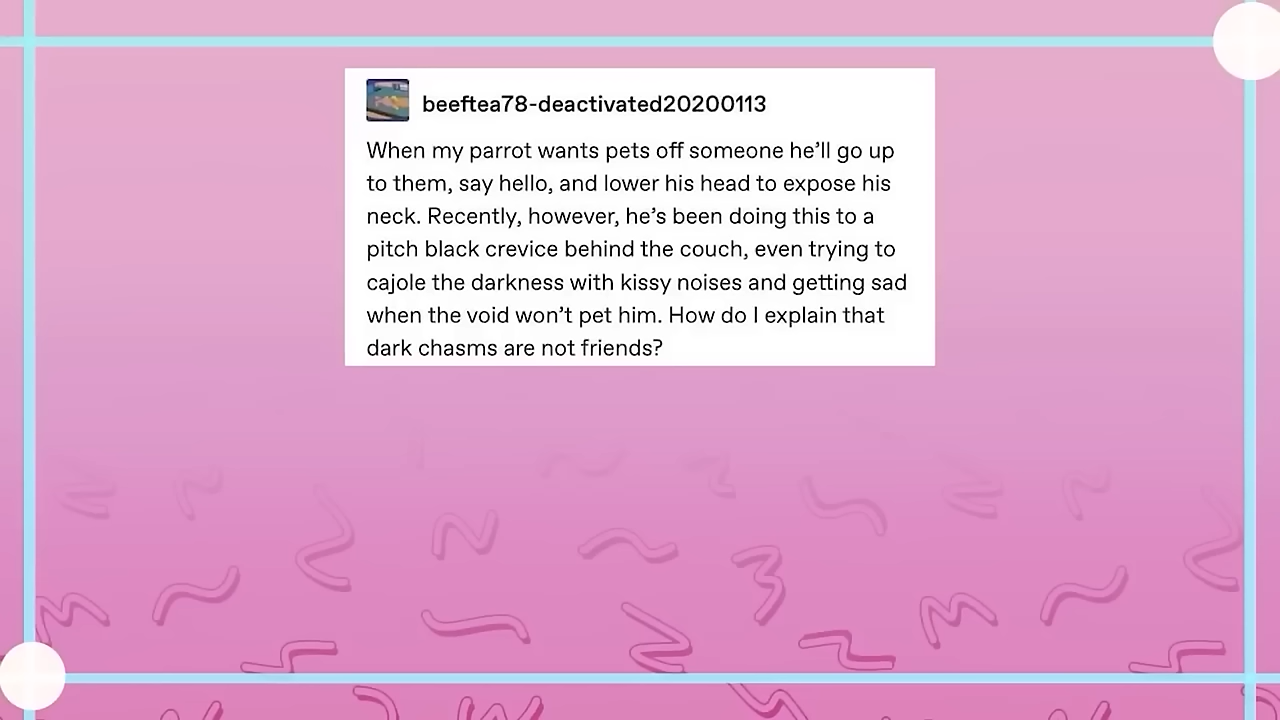 beeftea78-deactivated20200113
When my parrot wants pets off someone he’ll go up
to them, say hello, and lower his head to expose his
neck. Recently, however, he’s been doing this to a
pitch black crevice behind the couch, even trying to
cajole the darkness with kissy noises and getting sad
when the void won’t pet him. How do I explain that
dark chasms are not friends?